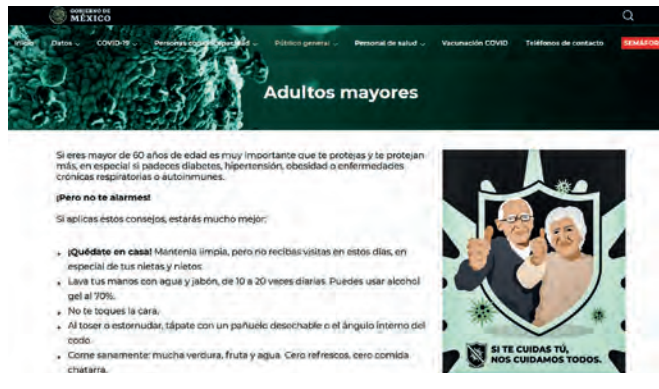 GOBIERNO DE
MÉXICO
Inicio Datos COVID-19 Personas con discapacidad Público general Personal de salud Vacunación COVID Teléfonos de contacto SEMÁFOR
Adultos mayores
Si eres mayor de 60 años de edad es muy importante que te protejas y te protejan
más, en especial si padeces diabetes, hipertensión, obesidad o enfermedades
crónicas respiratorias o autoinmunes.
¡Pero no te alarmes!
Si aplicas estos consejos, estarás mucho mejor:
¡Quédate en casa! Mantenla limpia, pero no recibas visitas en estos días, en
especial de tus nietas y nietos.
Lava tus manos con agua y jabón, de 10 a 20 veces diarias. Puedes usar alcohol
gel al 70%.
No te toques la cara.
Al toser o estornudar, tápate con un pañuelo desechable o el ángulo interno del
codo.
Come sanamente: mucha verdura, fruta y agua. Cero refrescos, cero comida
chatarra.
SI TE CUIDAS TÚ,
NOS CUIDAMOS TODOS.